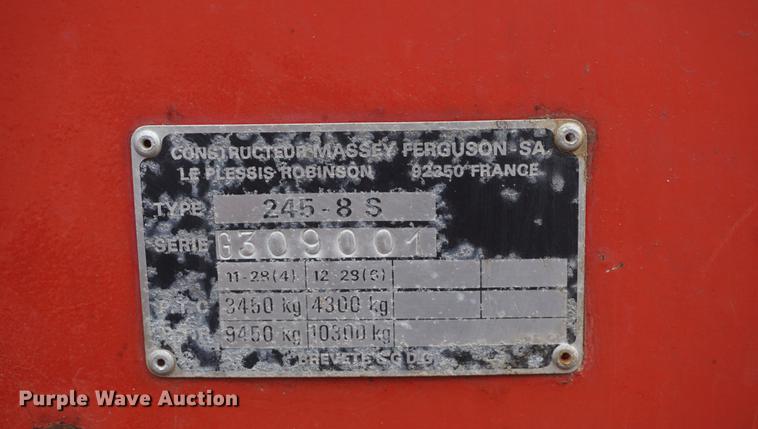 CONSTRUCTEUR MASSEY FERGUSON - SA
LE PLESSIS ROBINSON 92350 FRANCE
TYPE 245-8 S
SERIE G309001
11-28(4) 12-28(6)
P.T.C 3450 kg 4300 kg
9450 kg 10300 kg
BREVETE S.G.D.G.
Purple Wave Auction